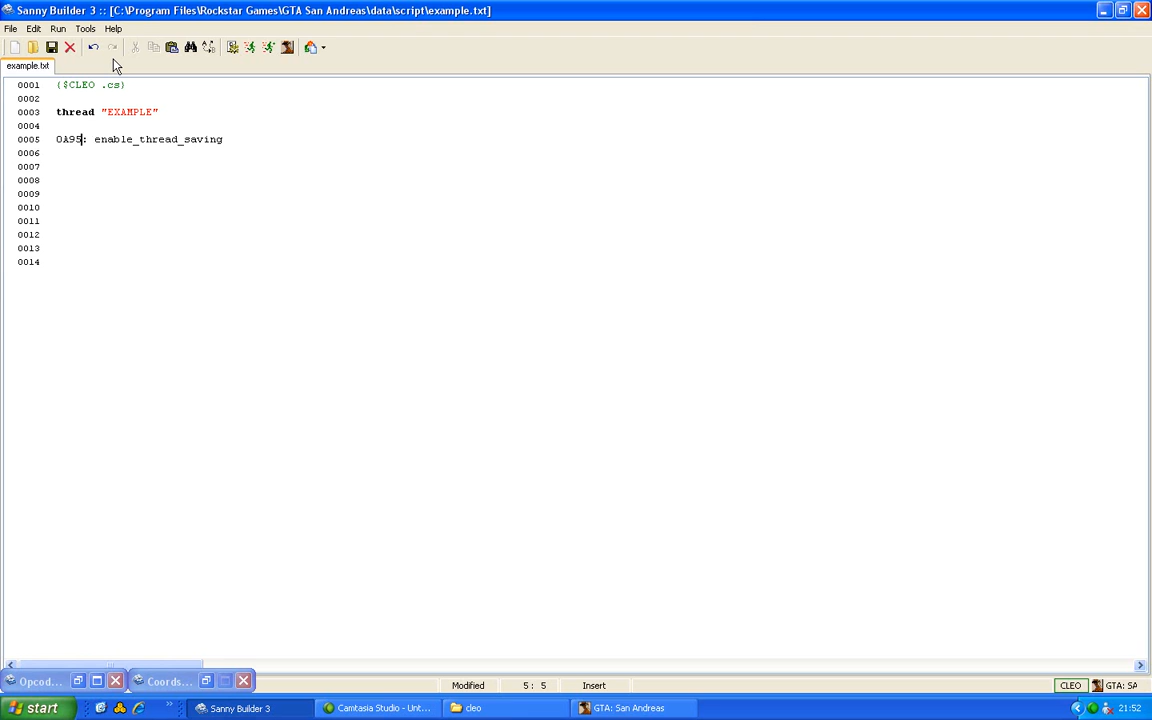 Sanny Builder 3 :: [C:\Program Files\Rockstar Games\GTA San Andreas\data\script\example.txt]
File Edit Run Tools Help
example.txt
0001 {$CLEO .cs}
0002
0003 thread "EXAMPLE"
0004
0005 0A95: enable_thread_saving
0006
0007
0008
0009
0010
0011
0012
0013
0014
Opcod... Coords...
Modified 5: 5 Insert CLEO GTA: SA
start Sanny Builder 3 Camtasia Studio - Unt... cleo GTA: San Andreas 21:52